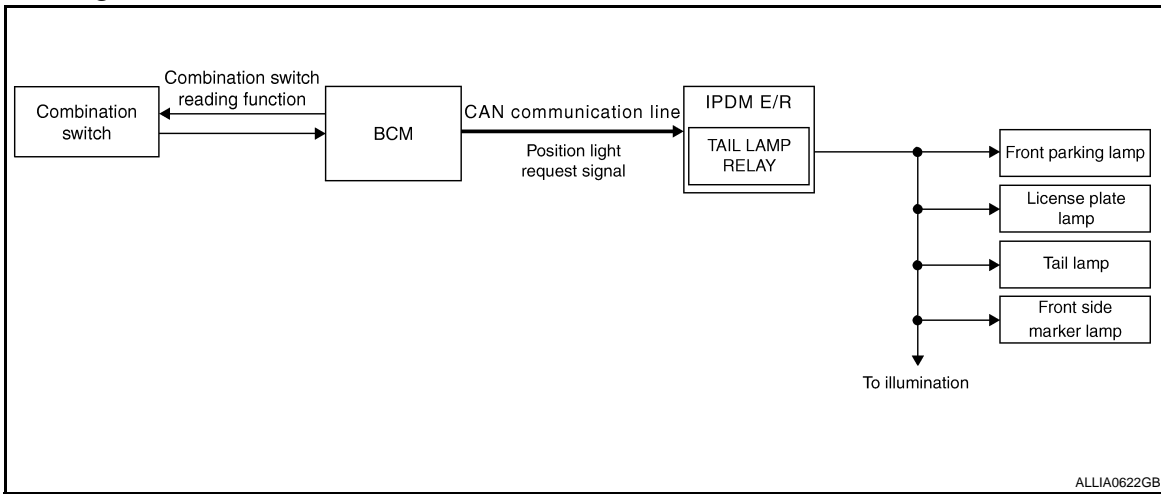 Combination switch
reading function
Combination
switch
BCM
CAN communication line
Position light
request signal
IPDM E/R
TAIL LAMP
RELAY
Front parking lamp
License plate
lamp
Tail lamp
Front side
marker lamp
To illumination
ALLIA0622GB